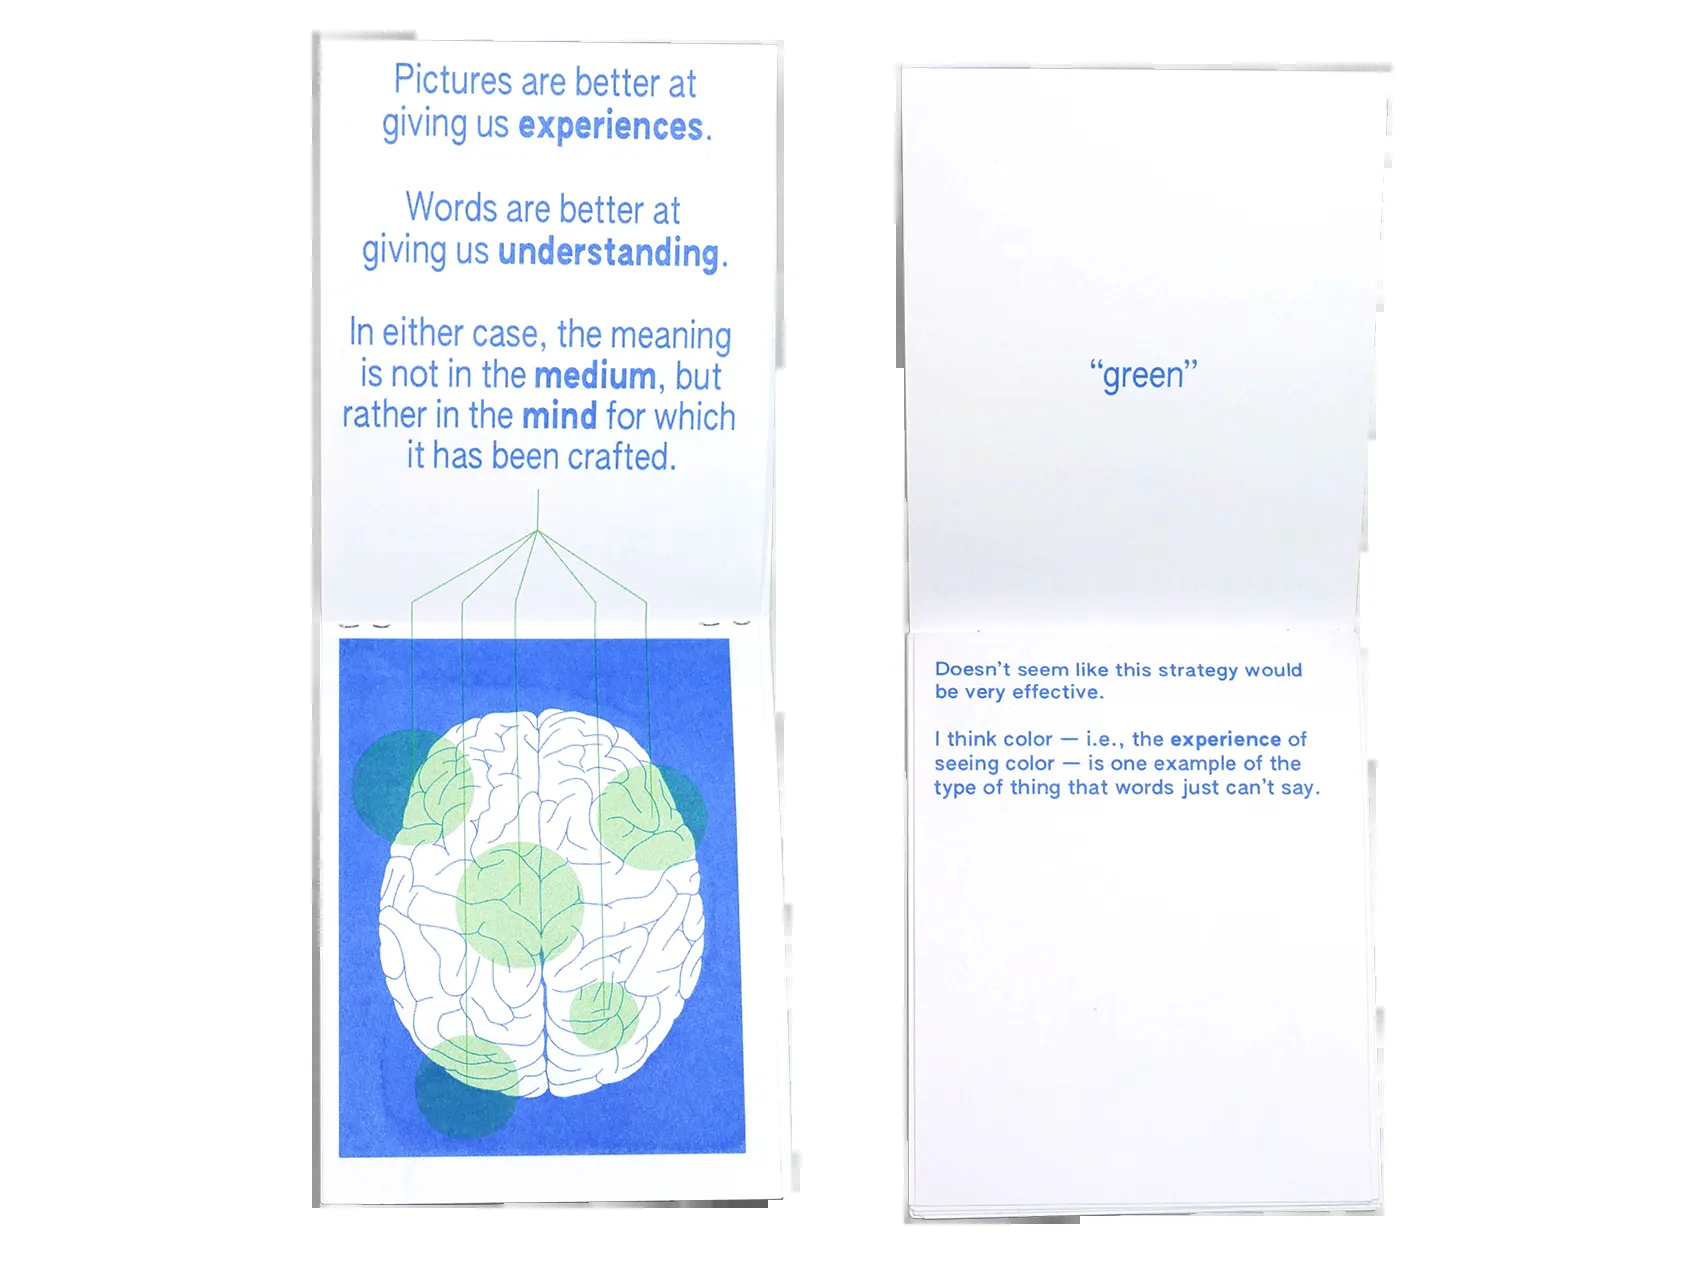 Pictures are better at
giving us experiences.
Words are better at
giving us understanding.
In either case, the meaning
is not in the medium, but
rather in the mind for which
it has been crafted.
“green”
Doesn’t seem like this strategy would
be very effective.
I think color — i.e., the experience of
seeing color — is one example of the
type of thing that words just can’t say.